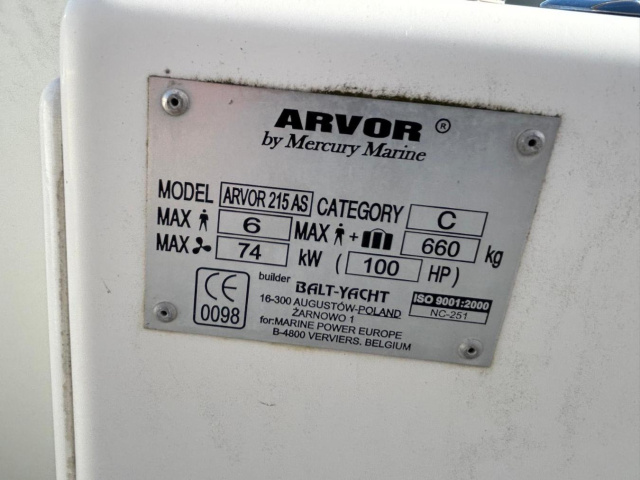 ARVOR ®
by Mercury Marine
MODEL ARVOR 215 AS CATEGORY C
MAX 6 MAX + 660 kg
MAX 74 kW ( 100 HP)
CE 0098
builder BALT-YACHT
16-300 AUGUSTÓW-POLAND
ŻARNOWO 1
for:MARINE POWER EUROPE
B-4800 VERVIERS, BELGIUM
ISO 9001:2000
NC-251